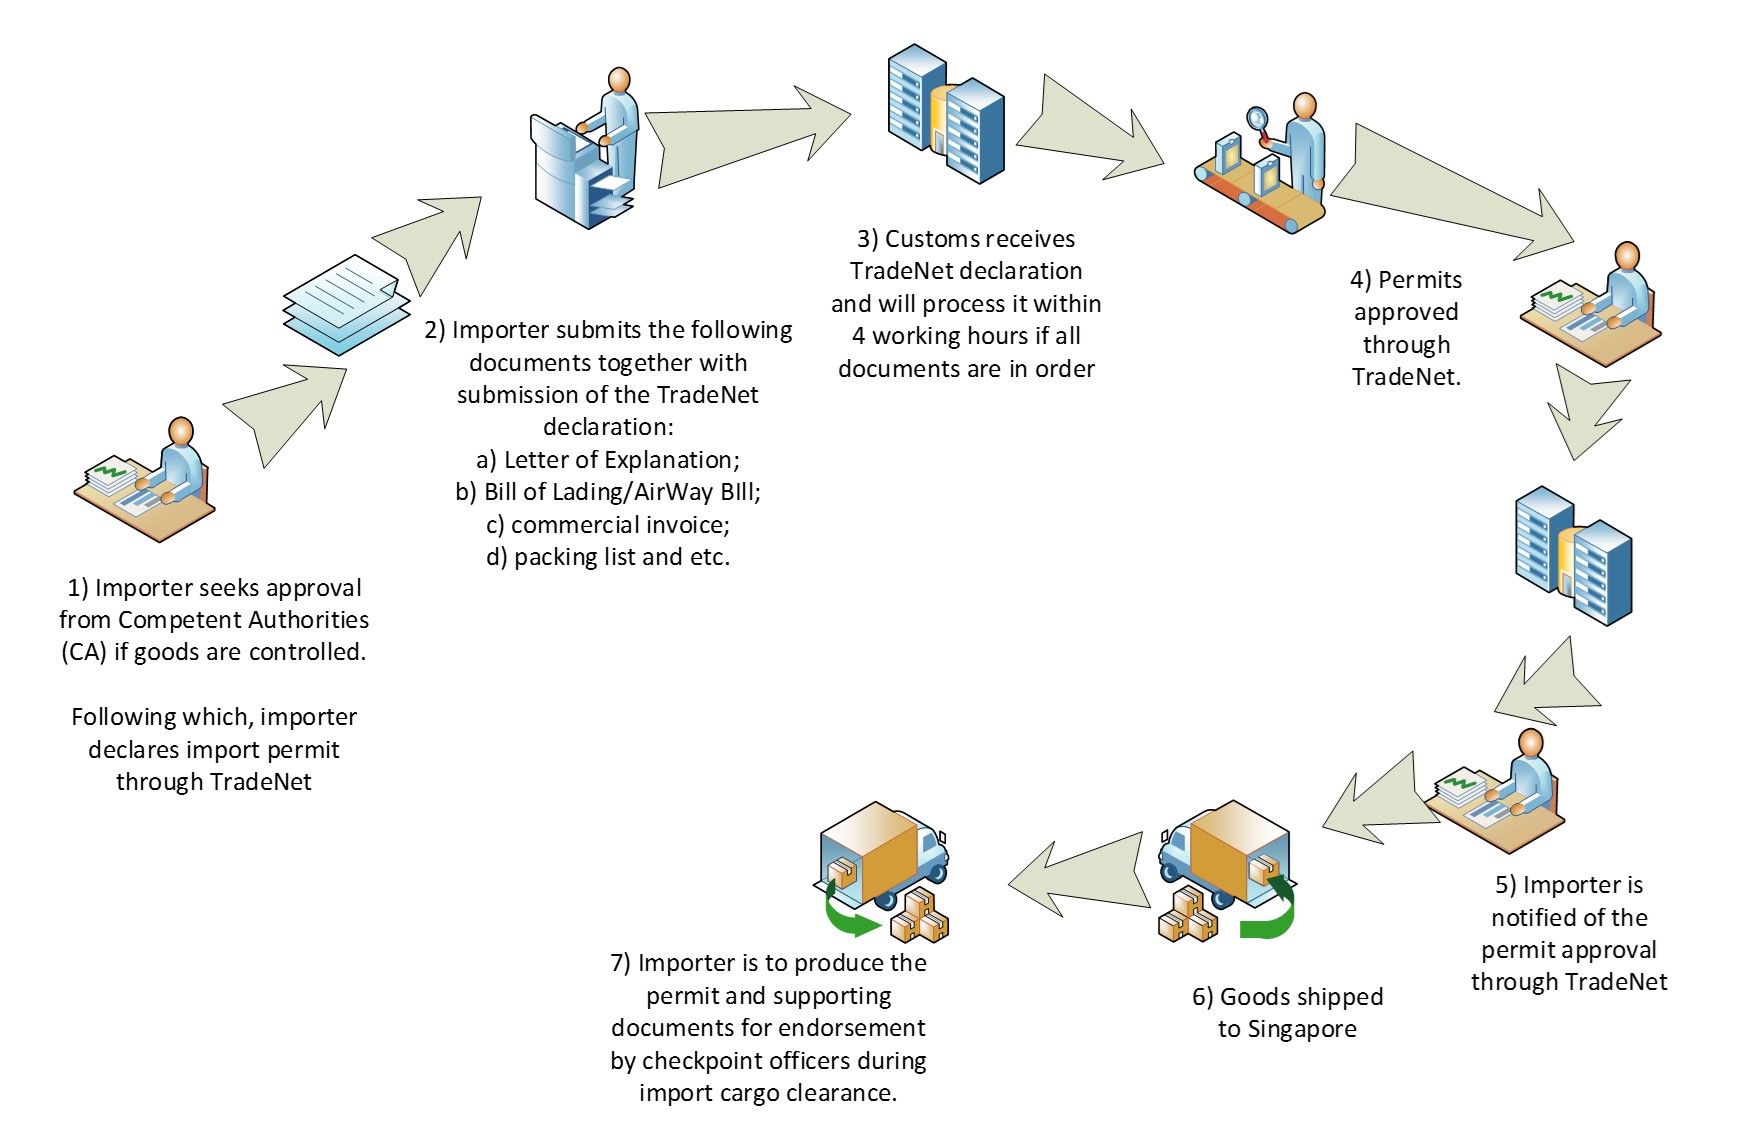 1) Importer seeks approval
from Competent Authorities
(CA) if goods are controlled.
Following which, importer
declares import permit
through TradeNet
2) Importer submits the following
documents together with
submission of the TradeNet
declaration:
a) Letter of Explanation;
b) Bill of Lading/AirWay BIll;
c) commercial invoice;
d) packing list and etc.
3) Customs receives
TradeNet declaration
and will process it within
4 working hours if all
documents are in order
4) Permits
approved
through
TradeNet.
5) Importer is
notified of the
permit approval
through TradeNet
6) Goods shipped
to Singapore
7) Importer is to produce the
permit and supporting
documents for endorsement
by checkpoint officers during
import cargo clearance.